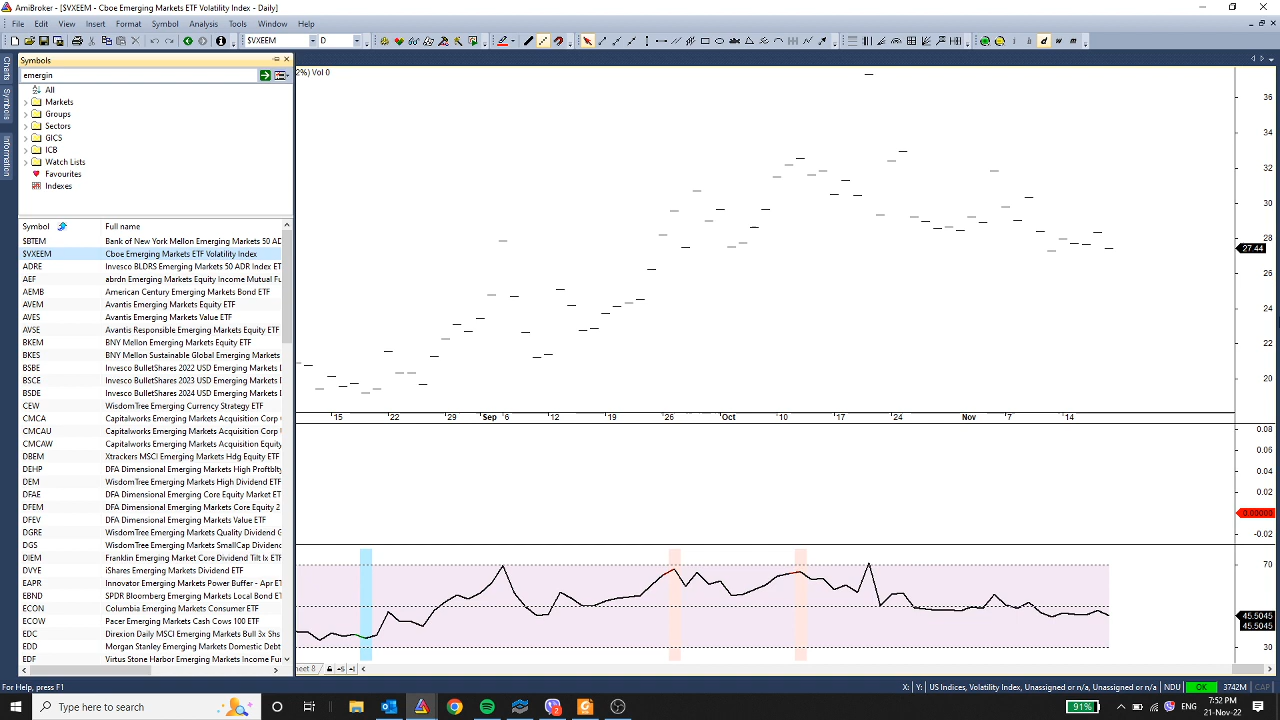 AmiBroker - [$VXEEM - Cboe Emerging Markets ETF Volatility Index - Daily]
File Edit View Insert Format Symbol Analysis Tools Window Help
$VXEEM D i h d w m
Symbols
2%) Vol 0
emergin
Charts
Symbols
Information
All
Markets
Groups
Sectors
GICS
ICB
Watch Lists
Favourites
Indexes
Symbol Full name
$BTEM Bank of New York Mellon Emerging Markets 50 AD
$VXEEM Cboe Emerging Markets ETF Volatility Index
ADRE Invesco BLDRS Emerging Markets 50 ADR Index ET
AEF abrdn Emerging Markets Equity Income Mutual Fu
AEMB American Century Emerging Markets Bond ETF
AVEM Avantis Emerging Markets Equity ETF
AVES Avantis Emerging Markets Value ETF
AVSE Avantis Responsible Emerging Markets Equity ETF
BKEM BNY Mellon Emerging Markets Equity ETF
BKES BNY Mellon Sustainable Global Emerging Markets
BSBE Invesco BulletShares 2022 USD Emerging Markets
BSCE Invesco BulletShares 2023 USD Emerging Markets
BSDE Invesco BulletShares 2024 USD Emerging Markets
CEW WisdomTree Emerging Currency Strategy ETF
CMCA Capitalworks Emerging Markets Acquisition Corp
CMCAU Capitalworks Emerging Markets Acquisition Equity
CMCAW Capitalworks Emerging Markets Acquisition Equity
DBEM Xtrackers MSCI Emerging Markets Hdg Equity ETF
DEHP DFA Dimensional Emerging Markets High Proftblty
DEM WisdomTree Emerging Markets High Dividend ETF
DFAE DFA Dimensional Emerging Core Equity Market ETF
DFEM DFA Dimensional Emerging Markets Core Equity 2
DFEV DFA Dimensional Emerging Markets Value ETF
DGRE WisdomTree Emerging Markets Quality Dividend G
DGS WisdomTree Emerging Markets SmallCap Dividend
DIEM Franklin Emerging Market Core Dividend Tilt Ix ETF
DVYE iShares Emerging Markets Dividend ETF
EAPR Innovator Emerging Markets Power Buffer - Apr ET
EBND SPDR Bloomberg Emerging Markets Local Bond
ECON Columbia Emerging Markets Consumer ETF
ECOW Pacer Emerging Markets Cash Cows 100 ETF
EDC Direxion Daily MSCI Emerging Markets Bull 3x Shs
EDD Morgan Stanley Emerging Markets Domestic Debt
EDF Virtus Stone Harbor Emerging Markets Income Fund
36
34
32
30
28
27.44
26
24
22
20
15 22 29 Sep 6 12 19 26 Oct 10 17 24 Nov 7 14
0.08
0.06
0.04
0.02
0.00000
-0.02
70
45.5045
45.5045
30
heet 8
For Help, press F1 X: Y: US Indices, Volatility Index, Unassigned or n/a, Unassigned or n/a, Unassigned or n/a NDU OK 3742M CAP
Type here to search 2 91% 7:52 PM
21-Nov-22